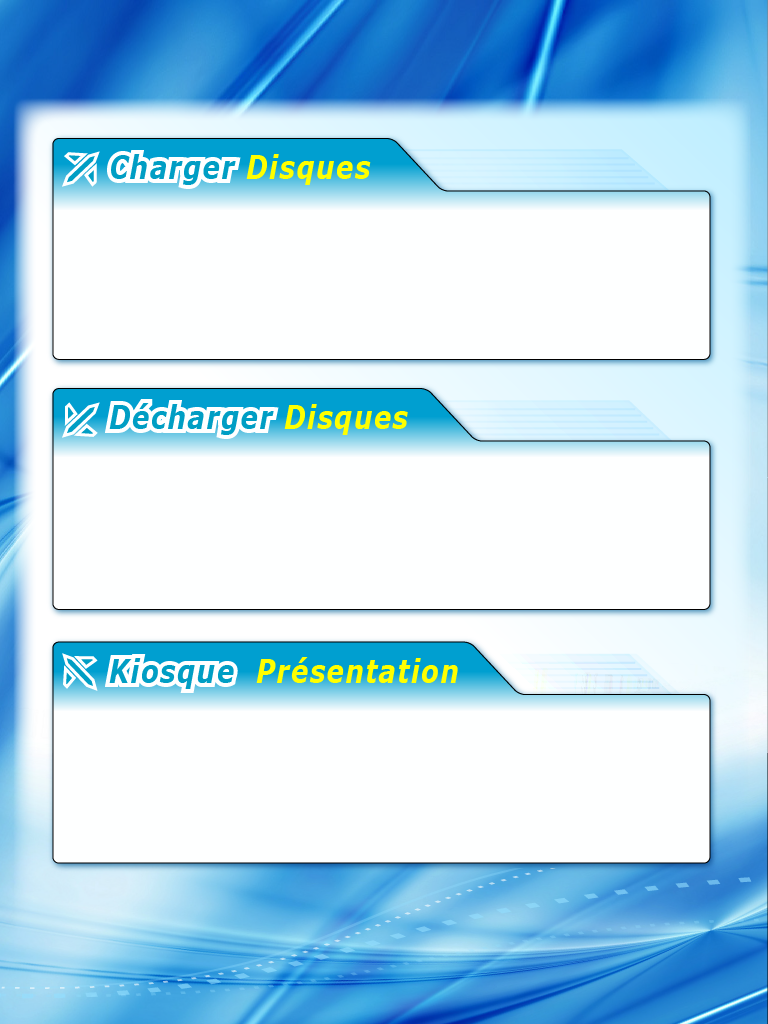 Charger Disques
Décharger Disques
Kiosque Présentation